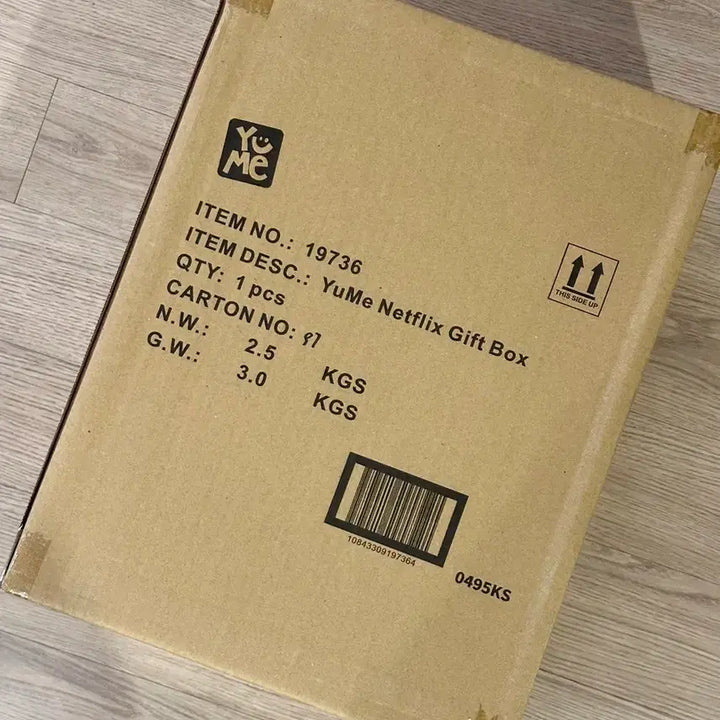 YuMe
ITEM NO.: 19736
ITEM DESC.: YuMe Netflix Gift Box
QTY: 1 pcs
CARTON NO:
N.W.: 2.5 KGS
G.W.: 3.0 KGS
THIS SIDE UP
10843309197364
0495KS